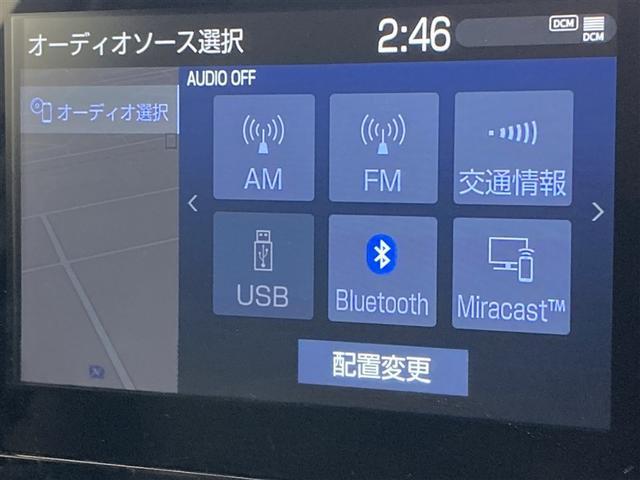 オーディオソース選択
2:46
DCM
DCM
AUDIO OFF
オーディオ選択
AM
FM
交通情報
USB
Bluetooth
Miracast™
配置変更